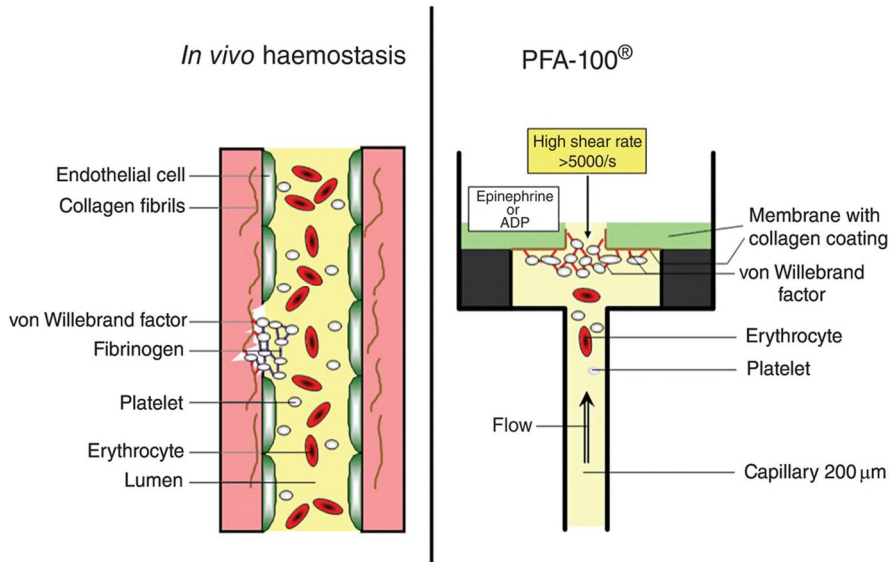 In vivo haemostasis
Endothelial cell
Collagen fibrils
von Willebrand factor
Fibrinogen
Platelet
Erythrocyte
Lumen
PFA-100®
High shear rate
>5000/s
Epinephrine
or
ADP
Membrane with
collagen coating
von Willebrand
factor
Erythrocyte
Platelet
Flow
Capillary 200 µm